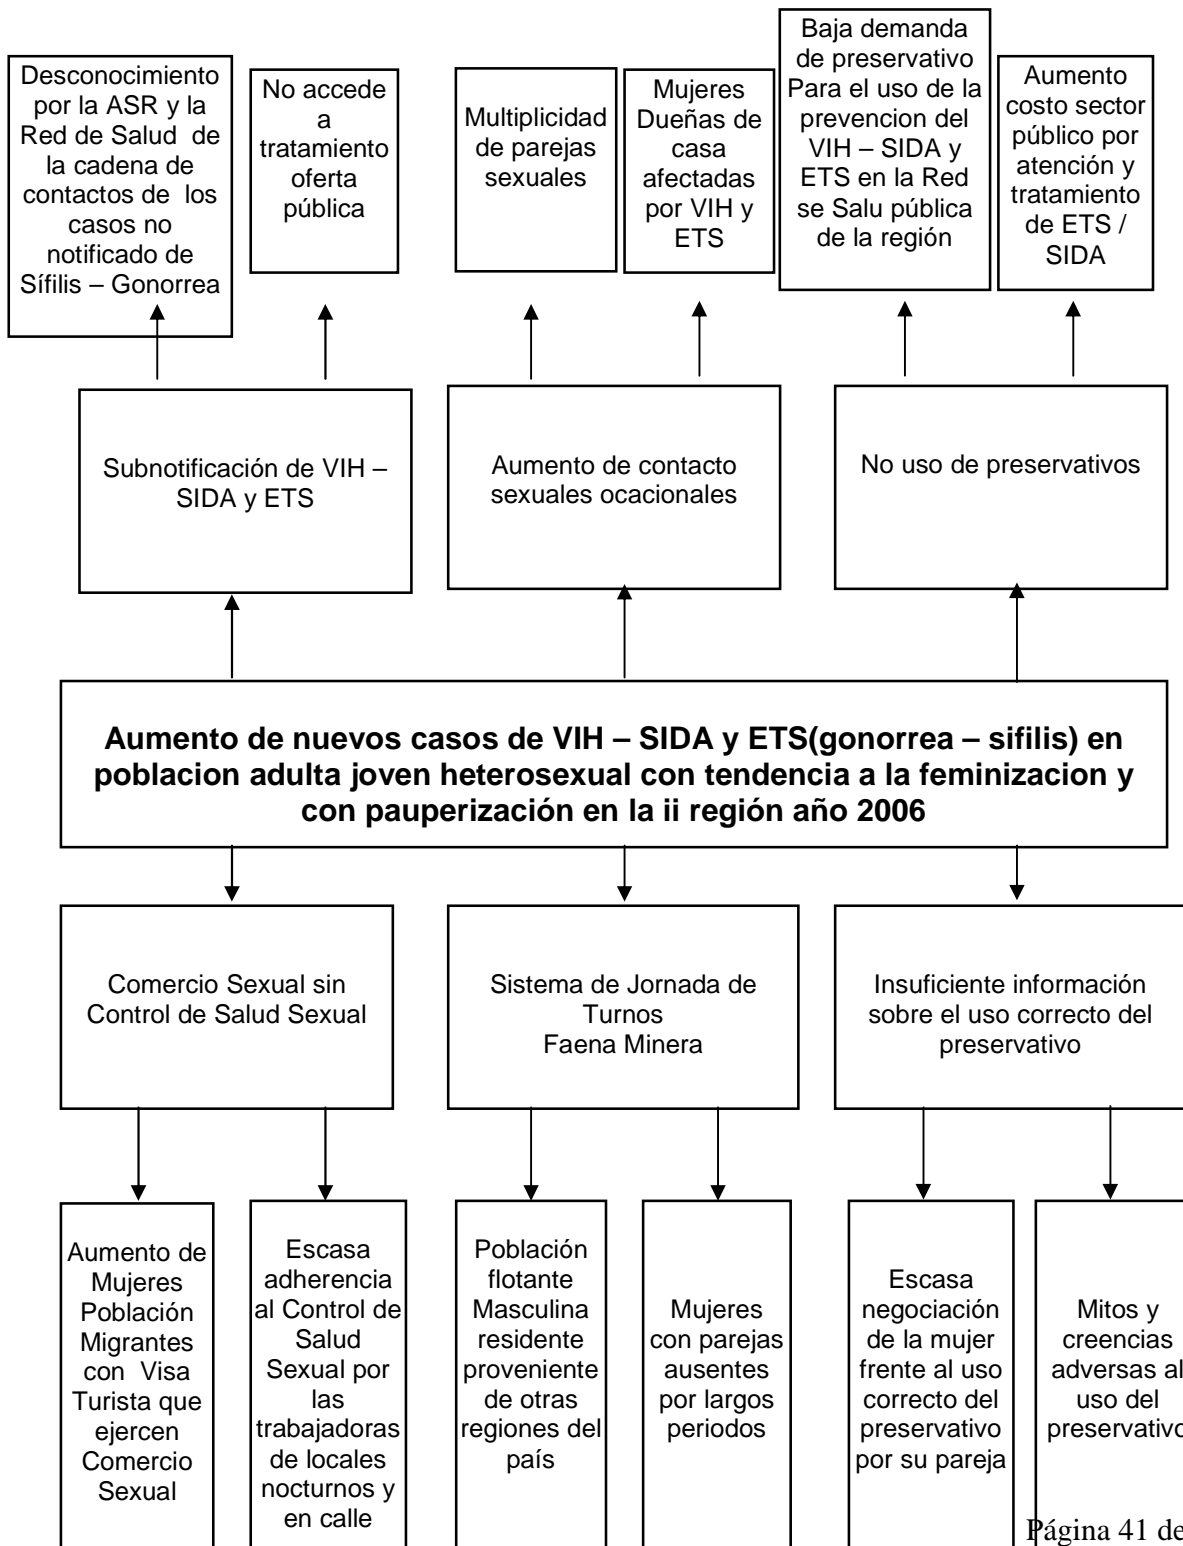 Desconocimiento
por la ASR y la
Red de Salud de
la cadena de
contactos de los
casos no
notificado de
Sífilis – Gonorrea
No accede
a
tratamiento
oferta
pública
Multiplicidad
de parejas
sexuales
Mujeres
Dueñas de
casa
afectadas
por VIH y
ETS
Baja demanda
de preservativo
Para el uso de la
prevencion del
VIH – SIDA y
ETS en la Red
se Salu pública
de la región
Aumento
costo sector
público por
atención y
tratamiento
de ETS /
SIDA
Subnotificación de VIH –
SIDA y ETS
Aumento de contacto
sexuales ocacionales
No uso de preservativos
Aumento de nuevos casos de VIH – SIDA y ETS(gonorrea – sifilis) en
poblacion adulta joven heterosexual con tendencia a la feminizacion y
con pauperización en la ii región año 2006
Comercio Sexual sin
Control de Salud Sexual
Sistema de Jornada de
Turnos
Faena Minera
Insuficiente información
sobre el uso correcto del
preservativo
Aumento de
Mujeres
Población
Migrantes
con Visa
Turista que
ejercen
Comercio
Sexual
Escasa
adherencia
al Control de
Salud
Sexual por
las
trabajadoras
de locales
nocturnos y
en calle
Población
flotante
Masculina
residente
proveniente
de otras
regiones del
país
Mujeres
con parejas
ausentes
por largos
periodos
Escasa
negociación
de la mujer
frente al uso
correcto del
preservativo
por su pareja
Mitos y
creencias
adversas al
uso del
preservativo
Página 41 de